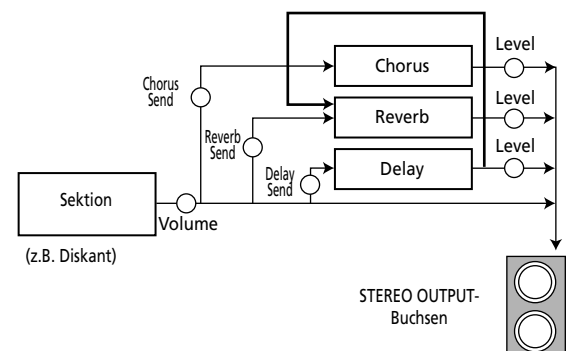 Level
Chorus
Chorus
Send
Level
Reverb
Reverb
Send
Level
Delay
Delay
Send
Sektion
Volume
(z.B. Diskant)
STEREO OUTPUT-
Buchsen